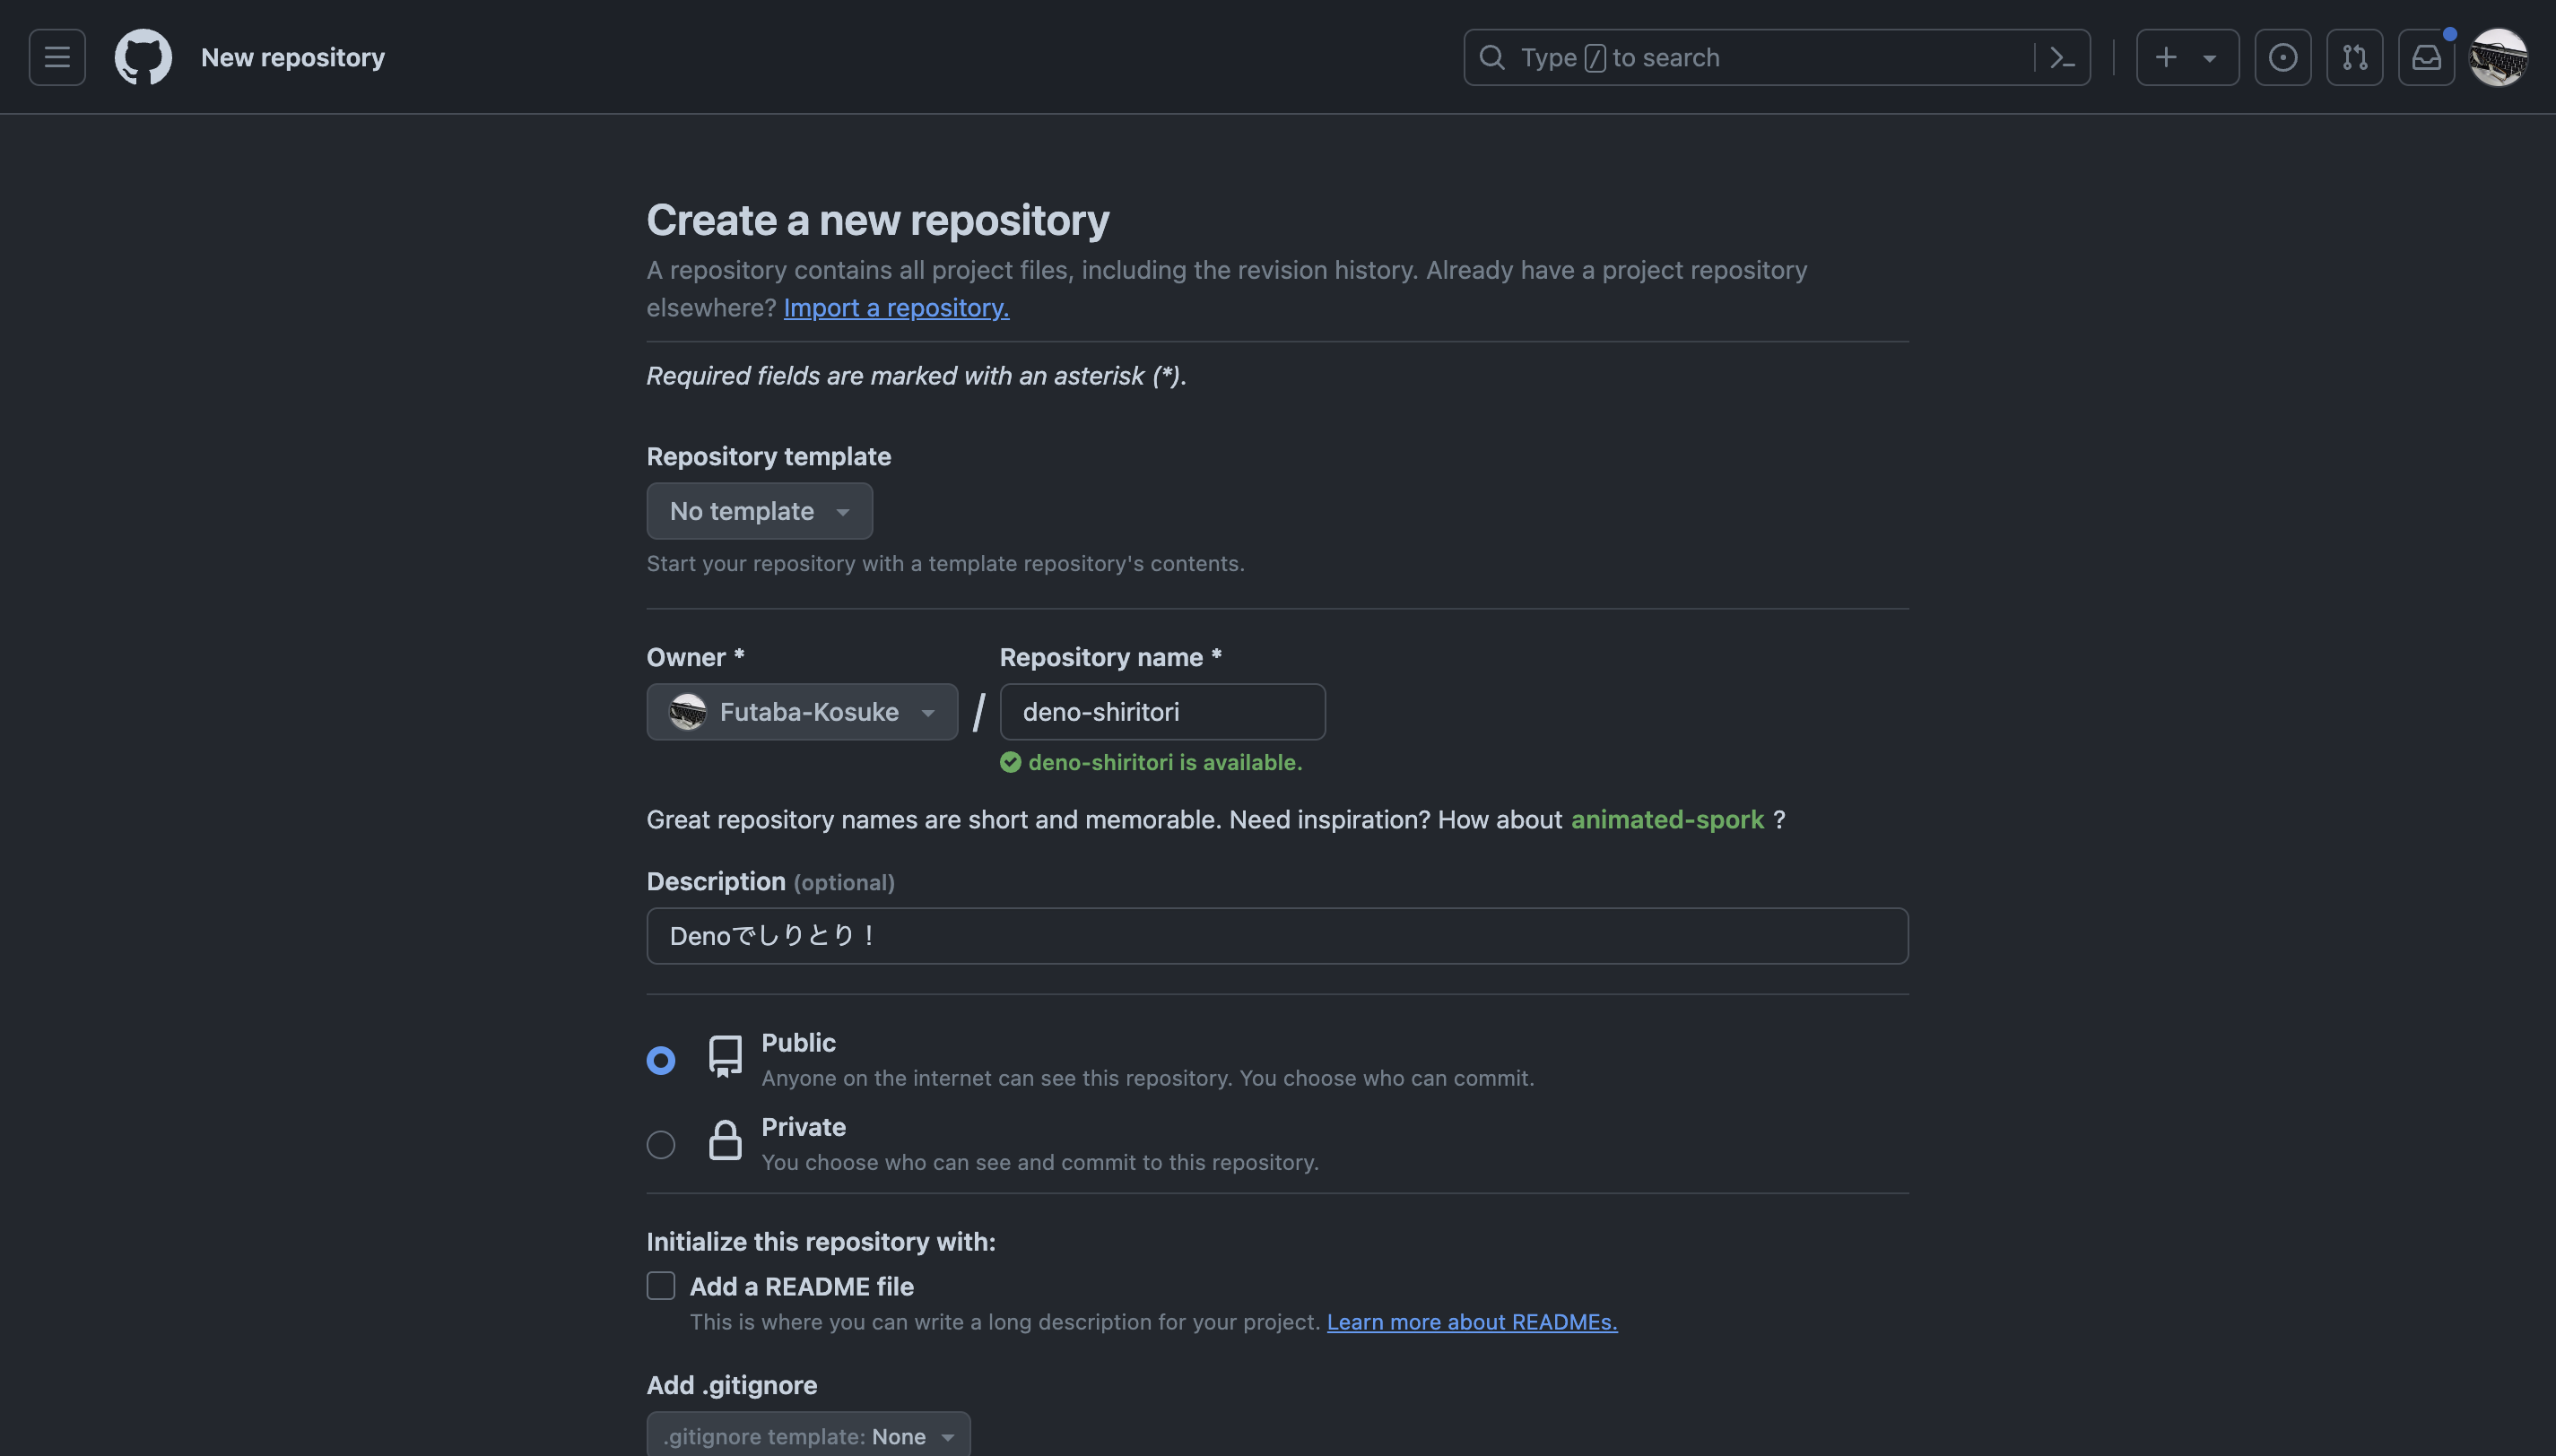 New repository
Type / to search
Create a new repository
A repository contains all project files, including the revision history. Already have a project repository
elsewhere? Import a repository.
Required fields are marked with an asterisk (*).
Repository template
No template
Start your repository with a template repository's contents.
Owner *
Repository name *
Futaba-Kosuke / deno-shiritori
deno-shiritori is available.
Great repository names are short and memorable. Need inspiration? How about animated-spork ?
Description (optional)
Denoでしりとり！
Public
Anyone on the internet can see this repository. You choose who can commit.
Private
You choose who can see and commit to this repository.
Initialize this repository with:
Add a README file
This is where you can write a long description for your project. Learn more about READMEs.
Add .gitignore
.gitignore template: None